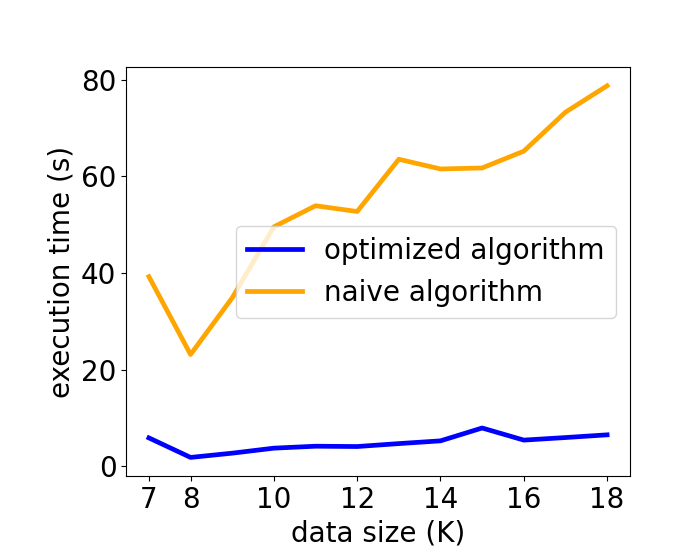 80
60
40
20
0
execution time (s)
optimized algorithm
naive algorithm
7 8 10 12 14 16 18
data size (K)